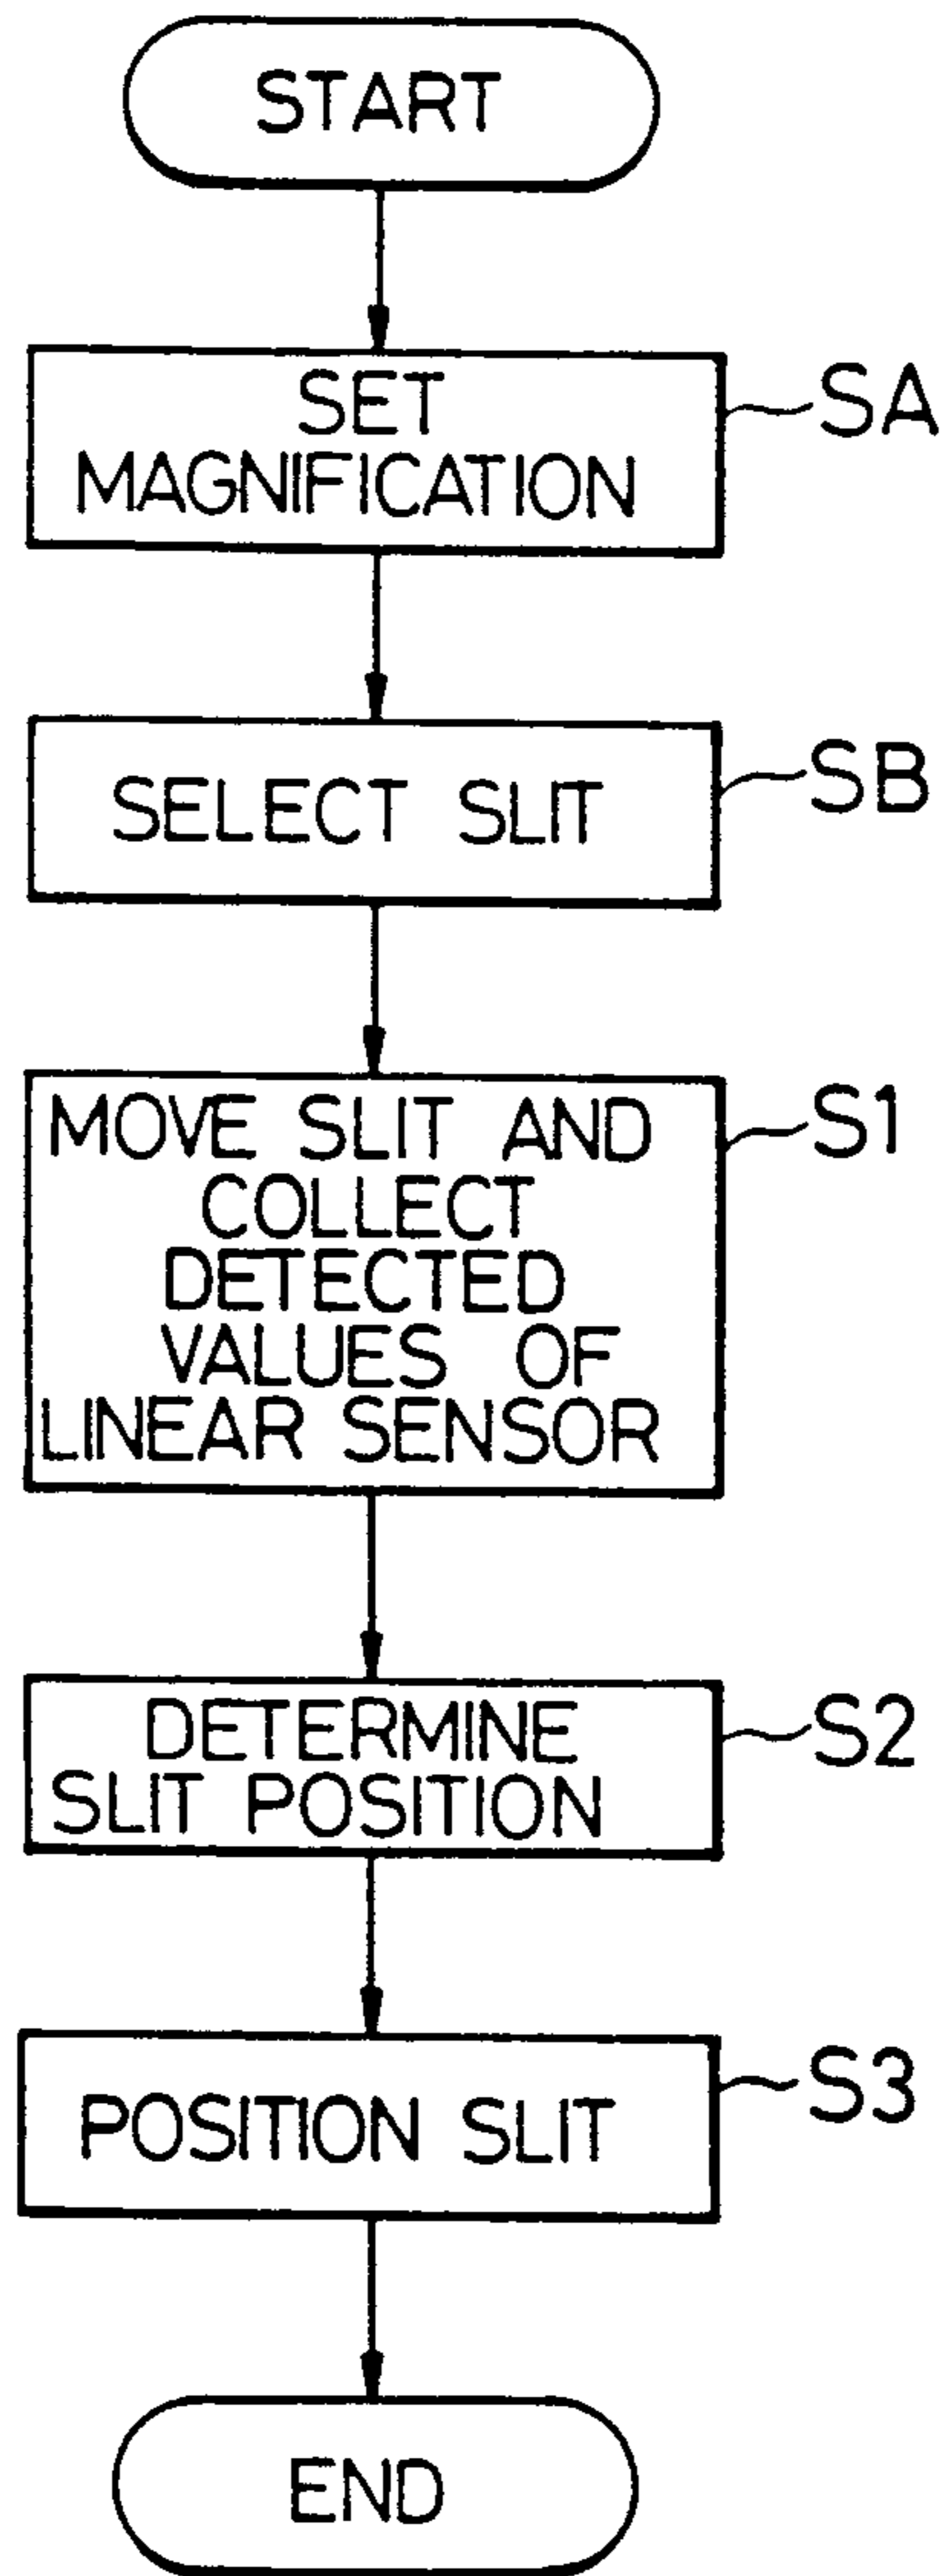 START
SET
MAGNIFICATION
SA
SELECT SLIT
SB
MOVE SLIT AND
COLLECT
DETECTED
VALUES OF
LINEAR SENSOR
S1
DETERMINE
SLIT POSITION
S2
POSITION SLIT
S3
END